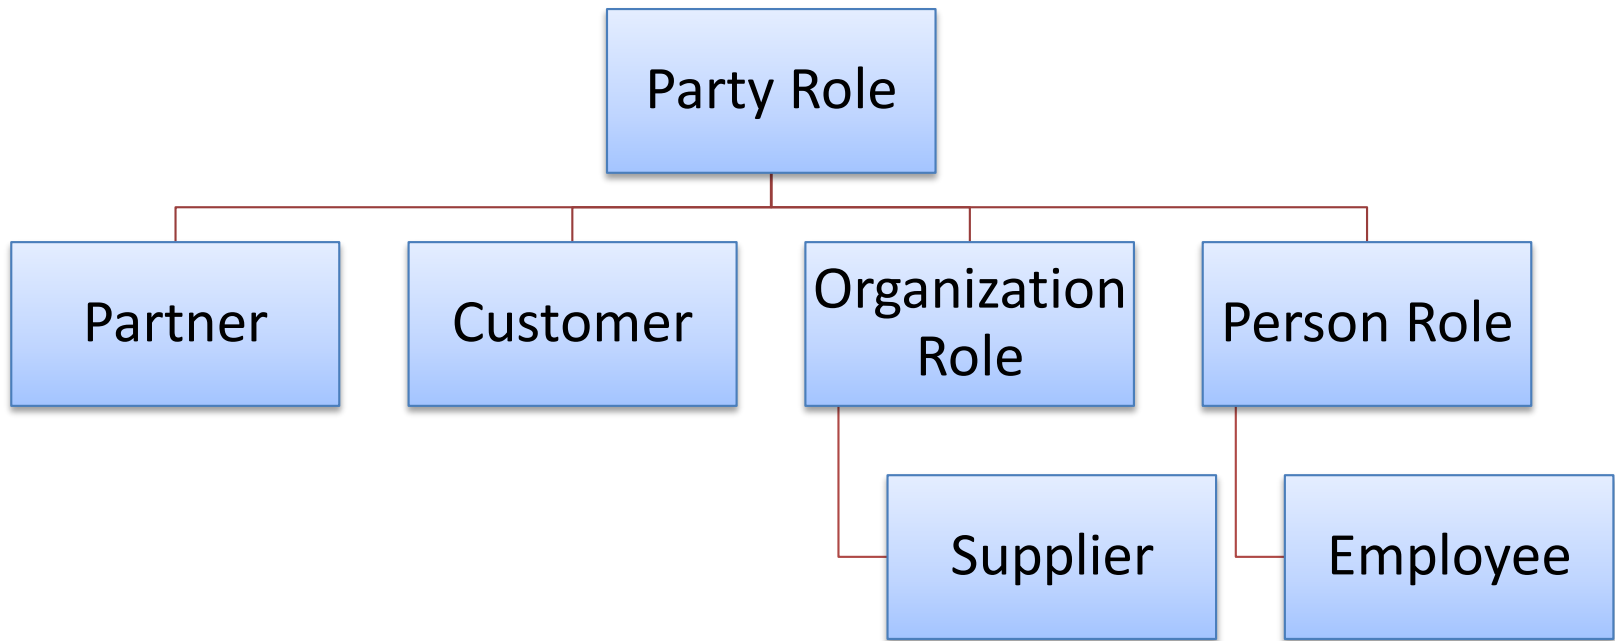 Party Role
Partner
Customer
Organization
Role
Person Role
Supplier
Employee